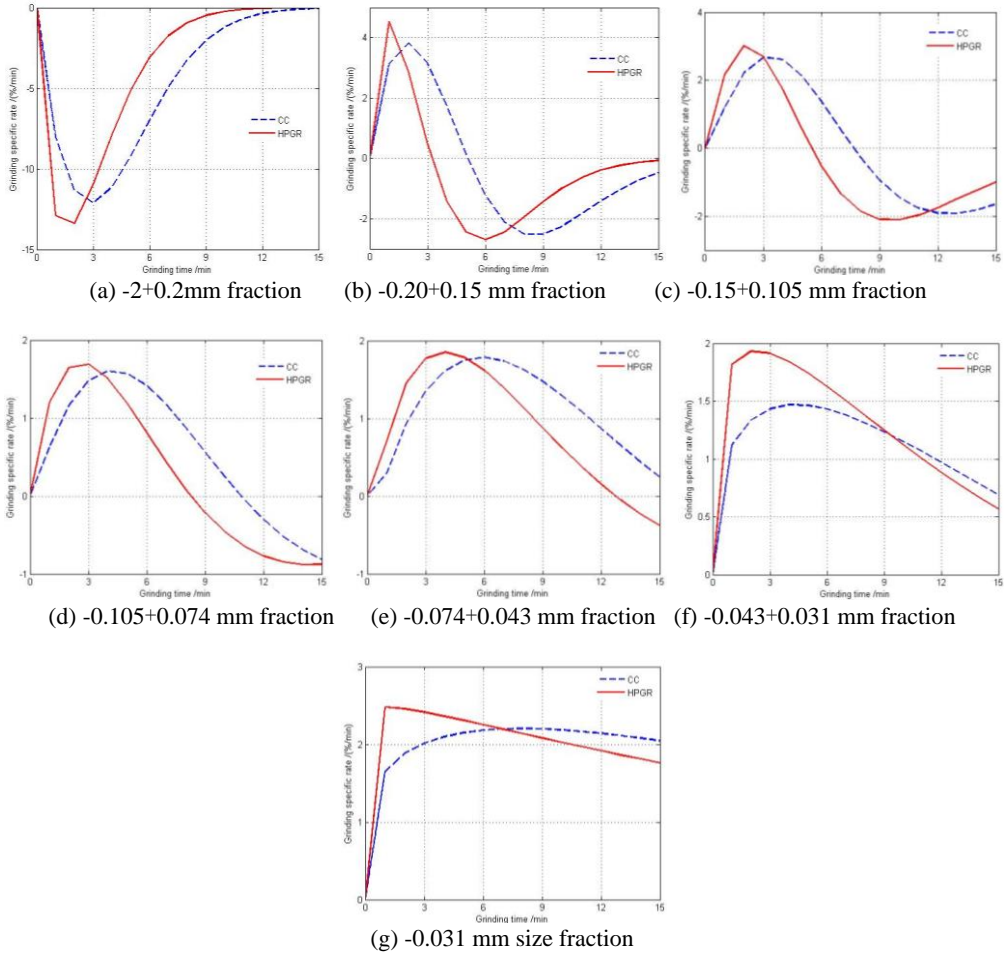 Grinding specific rate /(%/min)
0
-5
-10
-15
CC
HPGR
0 3 6 9 12 15
Grinding time /min
(a) -2+0.2mm fraction
Grinding specific rate /(%/min)
4
2
0
-2
CC
HPGR
0 3 6 9 12 15
Grinding time /min
(b) -0.20+0.15 mm fraction
Grinding specific rate /(%/min)
4
2
0
-2
CC
HPGR
0 3 6 9 12 15
Grinding time /min
(c) -0.15+0.105 mm fraction
Grinding specific rate /(%/min)
2
1
0
-1
CC
HPGR
0 3 6 9 12 15
Grinding time /min
(d) -0.105+0.074 mm fraction
Grinding specific rate /(%/min)
2
1
0
-1
CC
HPGR
0 3 6 9 12 15
Grinding time /min
(e) -0.074+0.043 mm fraction
Grinding specific rate /(%/min)
2
1.5
1
0.5
0
CC
HPGR
0 3 6 9 12 15
Grinding time /min
(f) -0.043+0.031 mm fraction
Grinding specific rate /(%/min)
3
2
1
0
CC
HPGR
0 3 6 9 12 15
Grinding time /min
(g) -0.031 mm size fraction